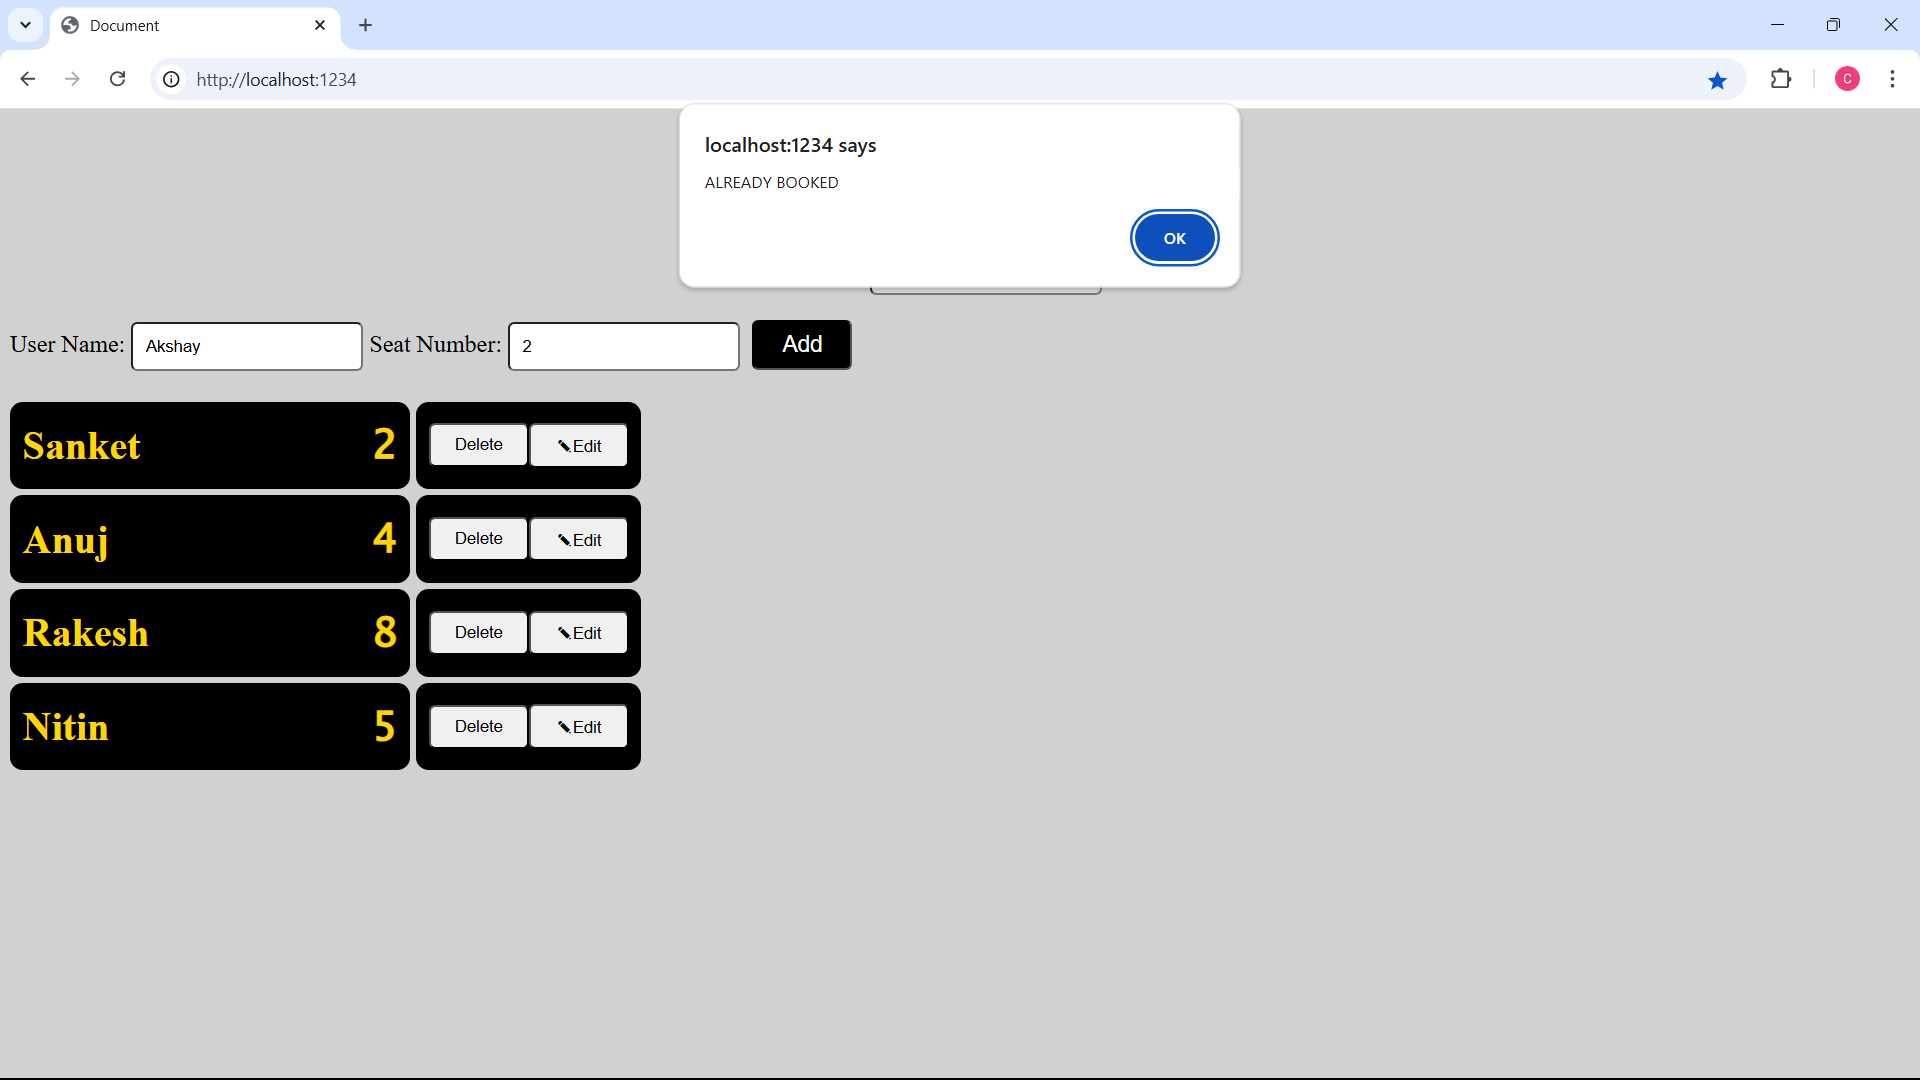 Document
http://localhost:1234
C
localhost:1234 says
ALREADY BOOKED
OK
User Name: Akshay Seat Number: 2 Add
Sanket 2 Delete Edit
Anuj 4 Delete Edit
Rakesh 8 Delete Edit
Nitin 5 Delete Edit